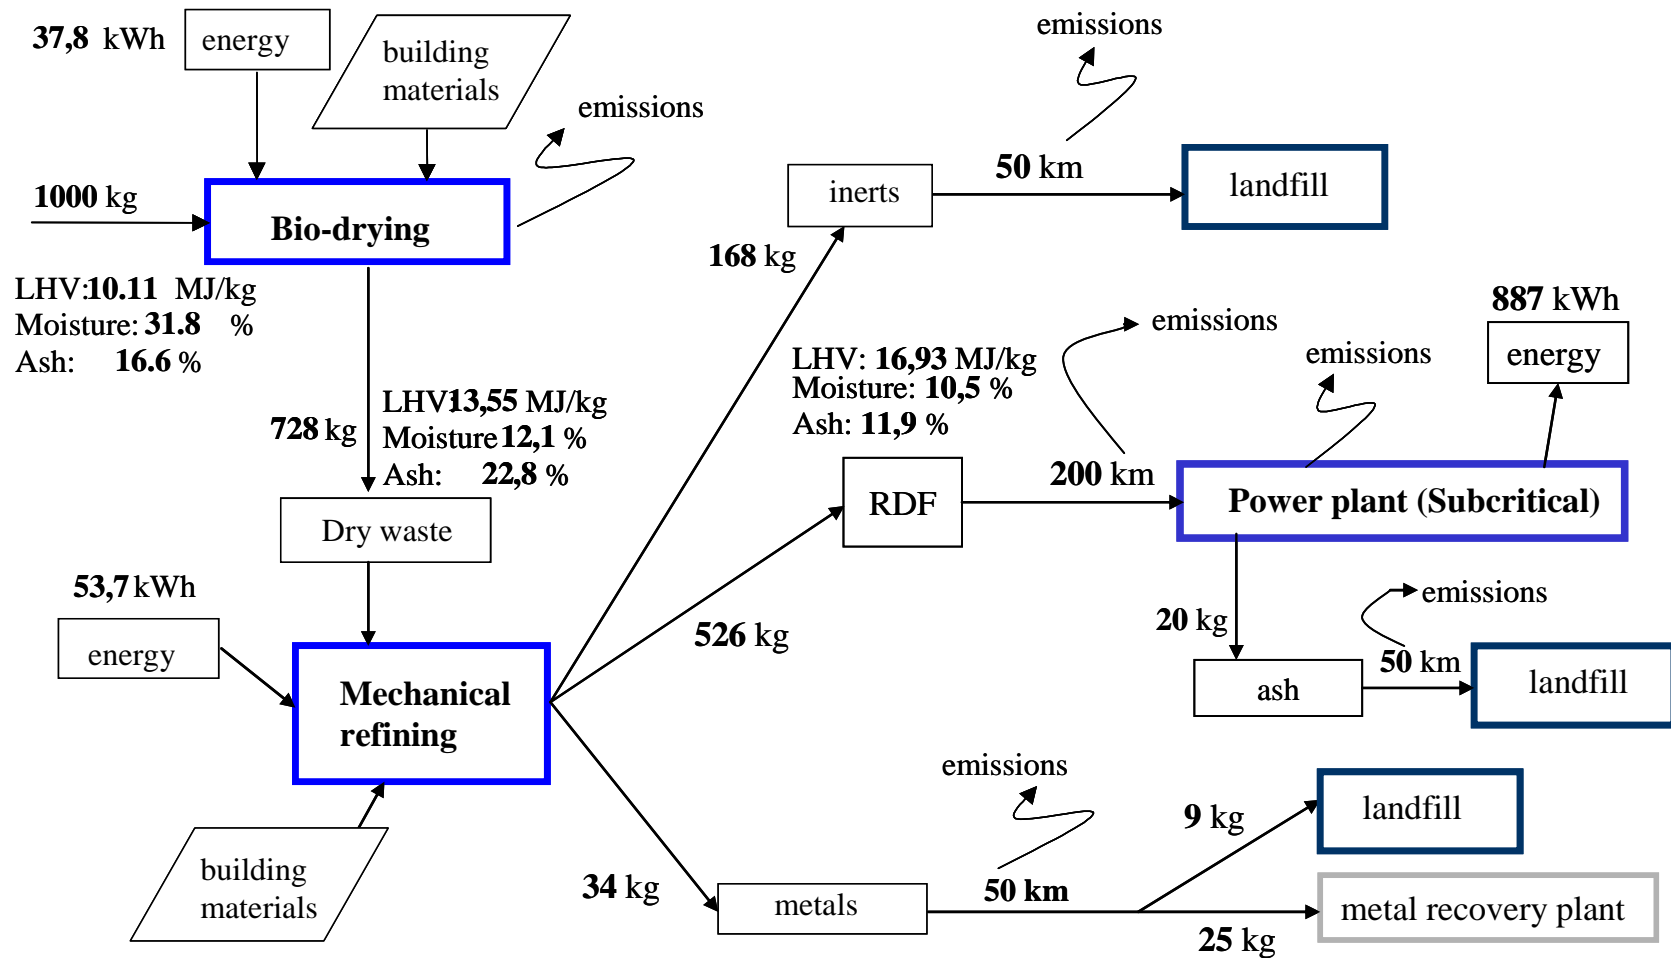 37,8 kWh
energy
building
materials
emissions
1000 kg
Bio-drying
LHV:10.11 MJ/kg
Moisture: 31.8 %
Ash: 16.6 %
728 kg
LHV:13,55 MJ/kg
Moisture 12,1 %
Ash: 22,8 %
Dry waste
53,7 kWh
energy
Mechanical
refining
building
materials
168 kg
inerts
50 km
emissions
landfill
526 kg
LHV: 16,93 MJ/kg
Moisture: 10,5 %
Ash: 11,9 %
RDF
200 km
emissions
emissions
887 kWh
energy
Power plant (Subcritical)
20 kg
ash
emissions
50 km
landfill
34 kg
metals
emissions
50 km
9 kg
landfill
25 kg
metal recovery plant